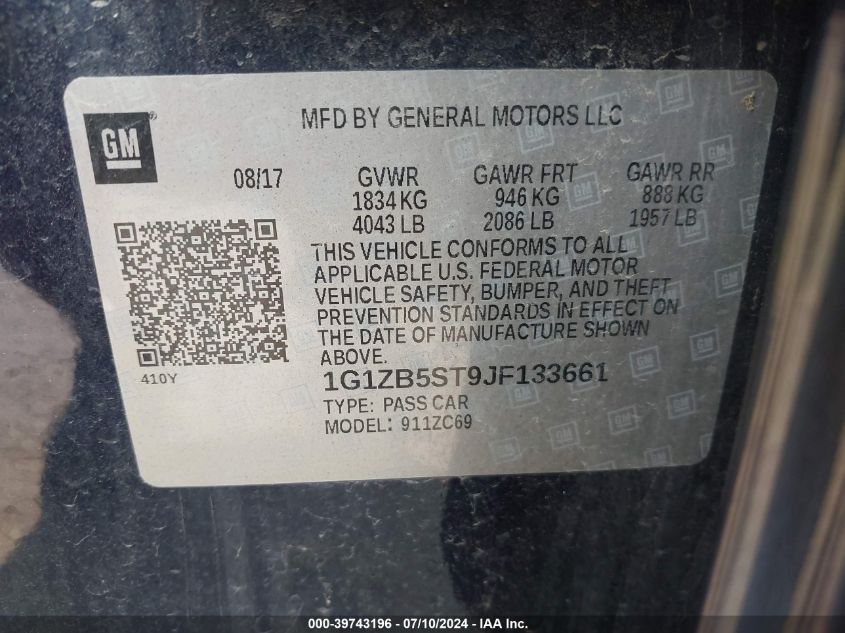 MFD BY GENERAL MOTORS LLC
GM®
08/17 GVWR GAWR FRT GAWR RR
1834 KG 946 KG 888 KG
4043 LB 2086 LB 1957 LB
THIS VEHICLE CONFORMS TO ALL
APPLICABLE U.S. FEDERAL MOTOR
VEHICLE SAFETY, BUMPER, AND THEFT
PREVENTION STANDARDS IN EFFECT ON
THE DATE OF MANUFACTURE SHOWN
ABOVE.
410Y
1G1ZB5ST9JF133661
TYPE: PASS CAR
MODEL: 911ZC69
000-39743196 - 07/10/2024 - IAA Inc.